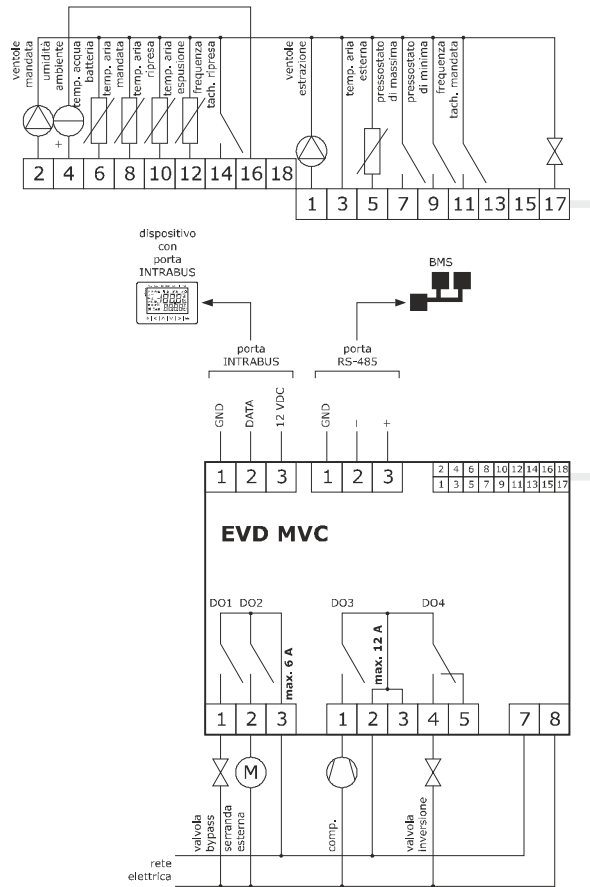 ventole
mandata
umidità
ambiente
temp. acqua
batteria
temp. aria
mandata
temp. aria
ripresa
temp. aria
espusione
frequenza
tach. ripresa
ventole
estrazione
temp. aria
esterna
pressostato
di massima
pressostato
di minima
frequenza
tach. mandata
+
2 4 6 8 10 12 14 16 18
1 3 5 7 9 11 13 15 17
dispositivo
con
porta
INTRABUS
BMS
porta
INTRABUS
porta
RS-485
GND
DATA
12 VDC
GND
–
+
1 2 3
1 2 3
2 4 6 8 10 12 14 16 18
1 3 5 7 9 11 13 15 17
EVD MVC
DO1 DO2
DO3
DO4
max. 6 A
max. 12 A
1 2 3
1 2 3 4 5
7 8
M
valvola
bypass
serranda
esterna
comp.
valvola
inversione
rete
elettrica